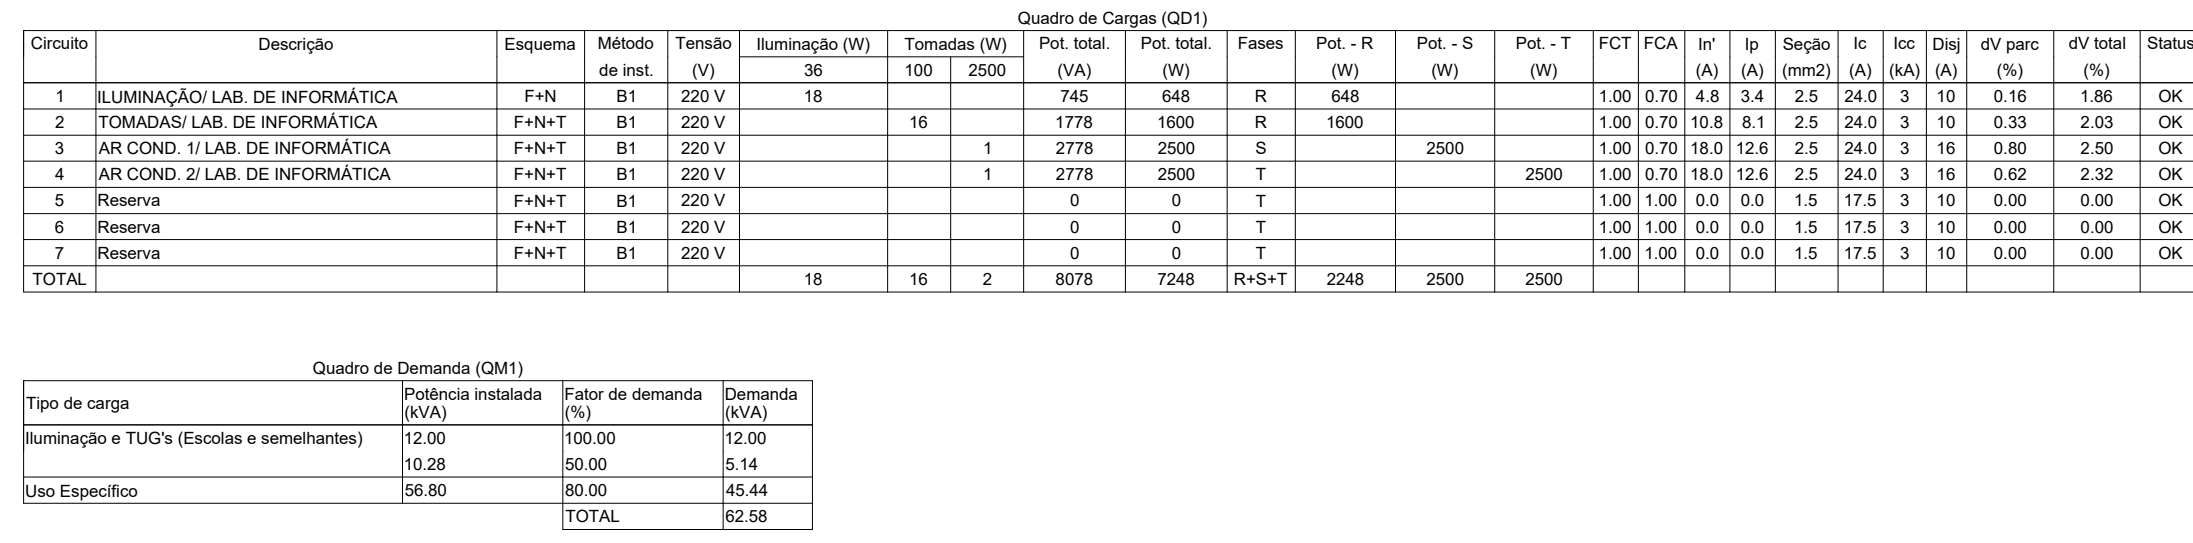 Quadro de Cargas (QD1)
Circuito Descrição Esquema Método de inst. Tensão (V) Iluminação (W) Tomadas (W) Pot. total. (VA) Pot. total. (W) Fases Pot. - R (W) Pot. - S (W) Pot. - T (W) FCT FCA In' (A) Ip (A) Seção (mm2) Ic (A) Icc (kA) Disj (A) dV parc (%) dV total (%) Status
36 100 2500
1 ILUMINAÇÃO/ LAB. DE INFORMÁTICA F+N B1 220 V 18 745 648 R 648 1.00 0.70 4.8 3.4 2.5 24.0 3 10 0.16 1.86 OK
2 TOMADAS/ LAB. DE INFORMÁTICA F+N+T B1 220 V 16 1778 1600 R 1600 1.00 0.70 10.8 8.1 2.5 24.0 3 10 0.33 2.03 OK
3 AR COND. 1/ LAB. DE INFORMÁTICA F+N+T B1 220 V 1 2778 2500 S 2500 1.00 0.70 18.0 12.6 2.5 24.0 3 16 0.80 2.50 OK
4 AR COND. 2/ LAB. DE INFORMÁTICA F+N+T B1 220 V 1 2778 2500 T 2500 1.00 0.70 18.0 12.6 2.5 24.0 3 16 0.62 2.32 OK
5 Reserva F+N+T B1 220 V 0 0 T 1.00 1.00 0.0 0.0 1.5 17.5 3 10 0.00 0.00 OK
6 Reserva F+N+T B1 220 V 0 0 T 1.00 1.00 0.0 0.0 1.5 17.5 3 10 0.00 0.00 OK
7 Reserva F+N+T B1 220 V 0 0 T 1.00 1.00 0.0 0.0 1.5 17.5 3 10 0.00 0.00 OK
TOTAL 18 16 2 8078 7248 R+S+T 2248 2500 2500
Quadro de Demanda (QM1)
Tipo de carga Potência instalada (kVA) Fator de demanda (%) Demanda (kVA)
Iluminação e TUG's (Escolas e semelhantes) 12.00 100.00 12.00
10.28 50.00 5.14
Uso Específico 56.80 80.00 45.44
TOTAL 62.58